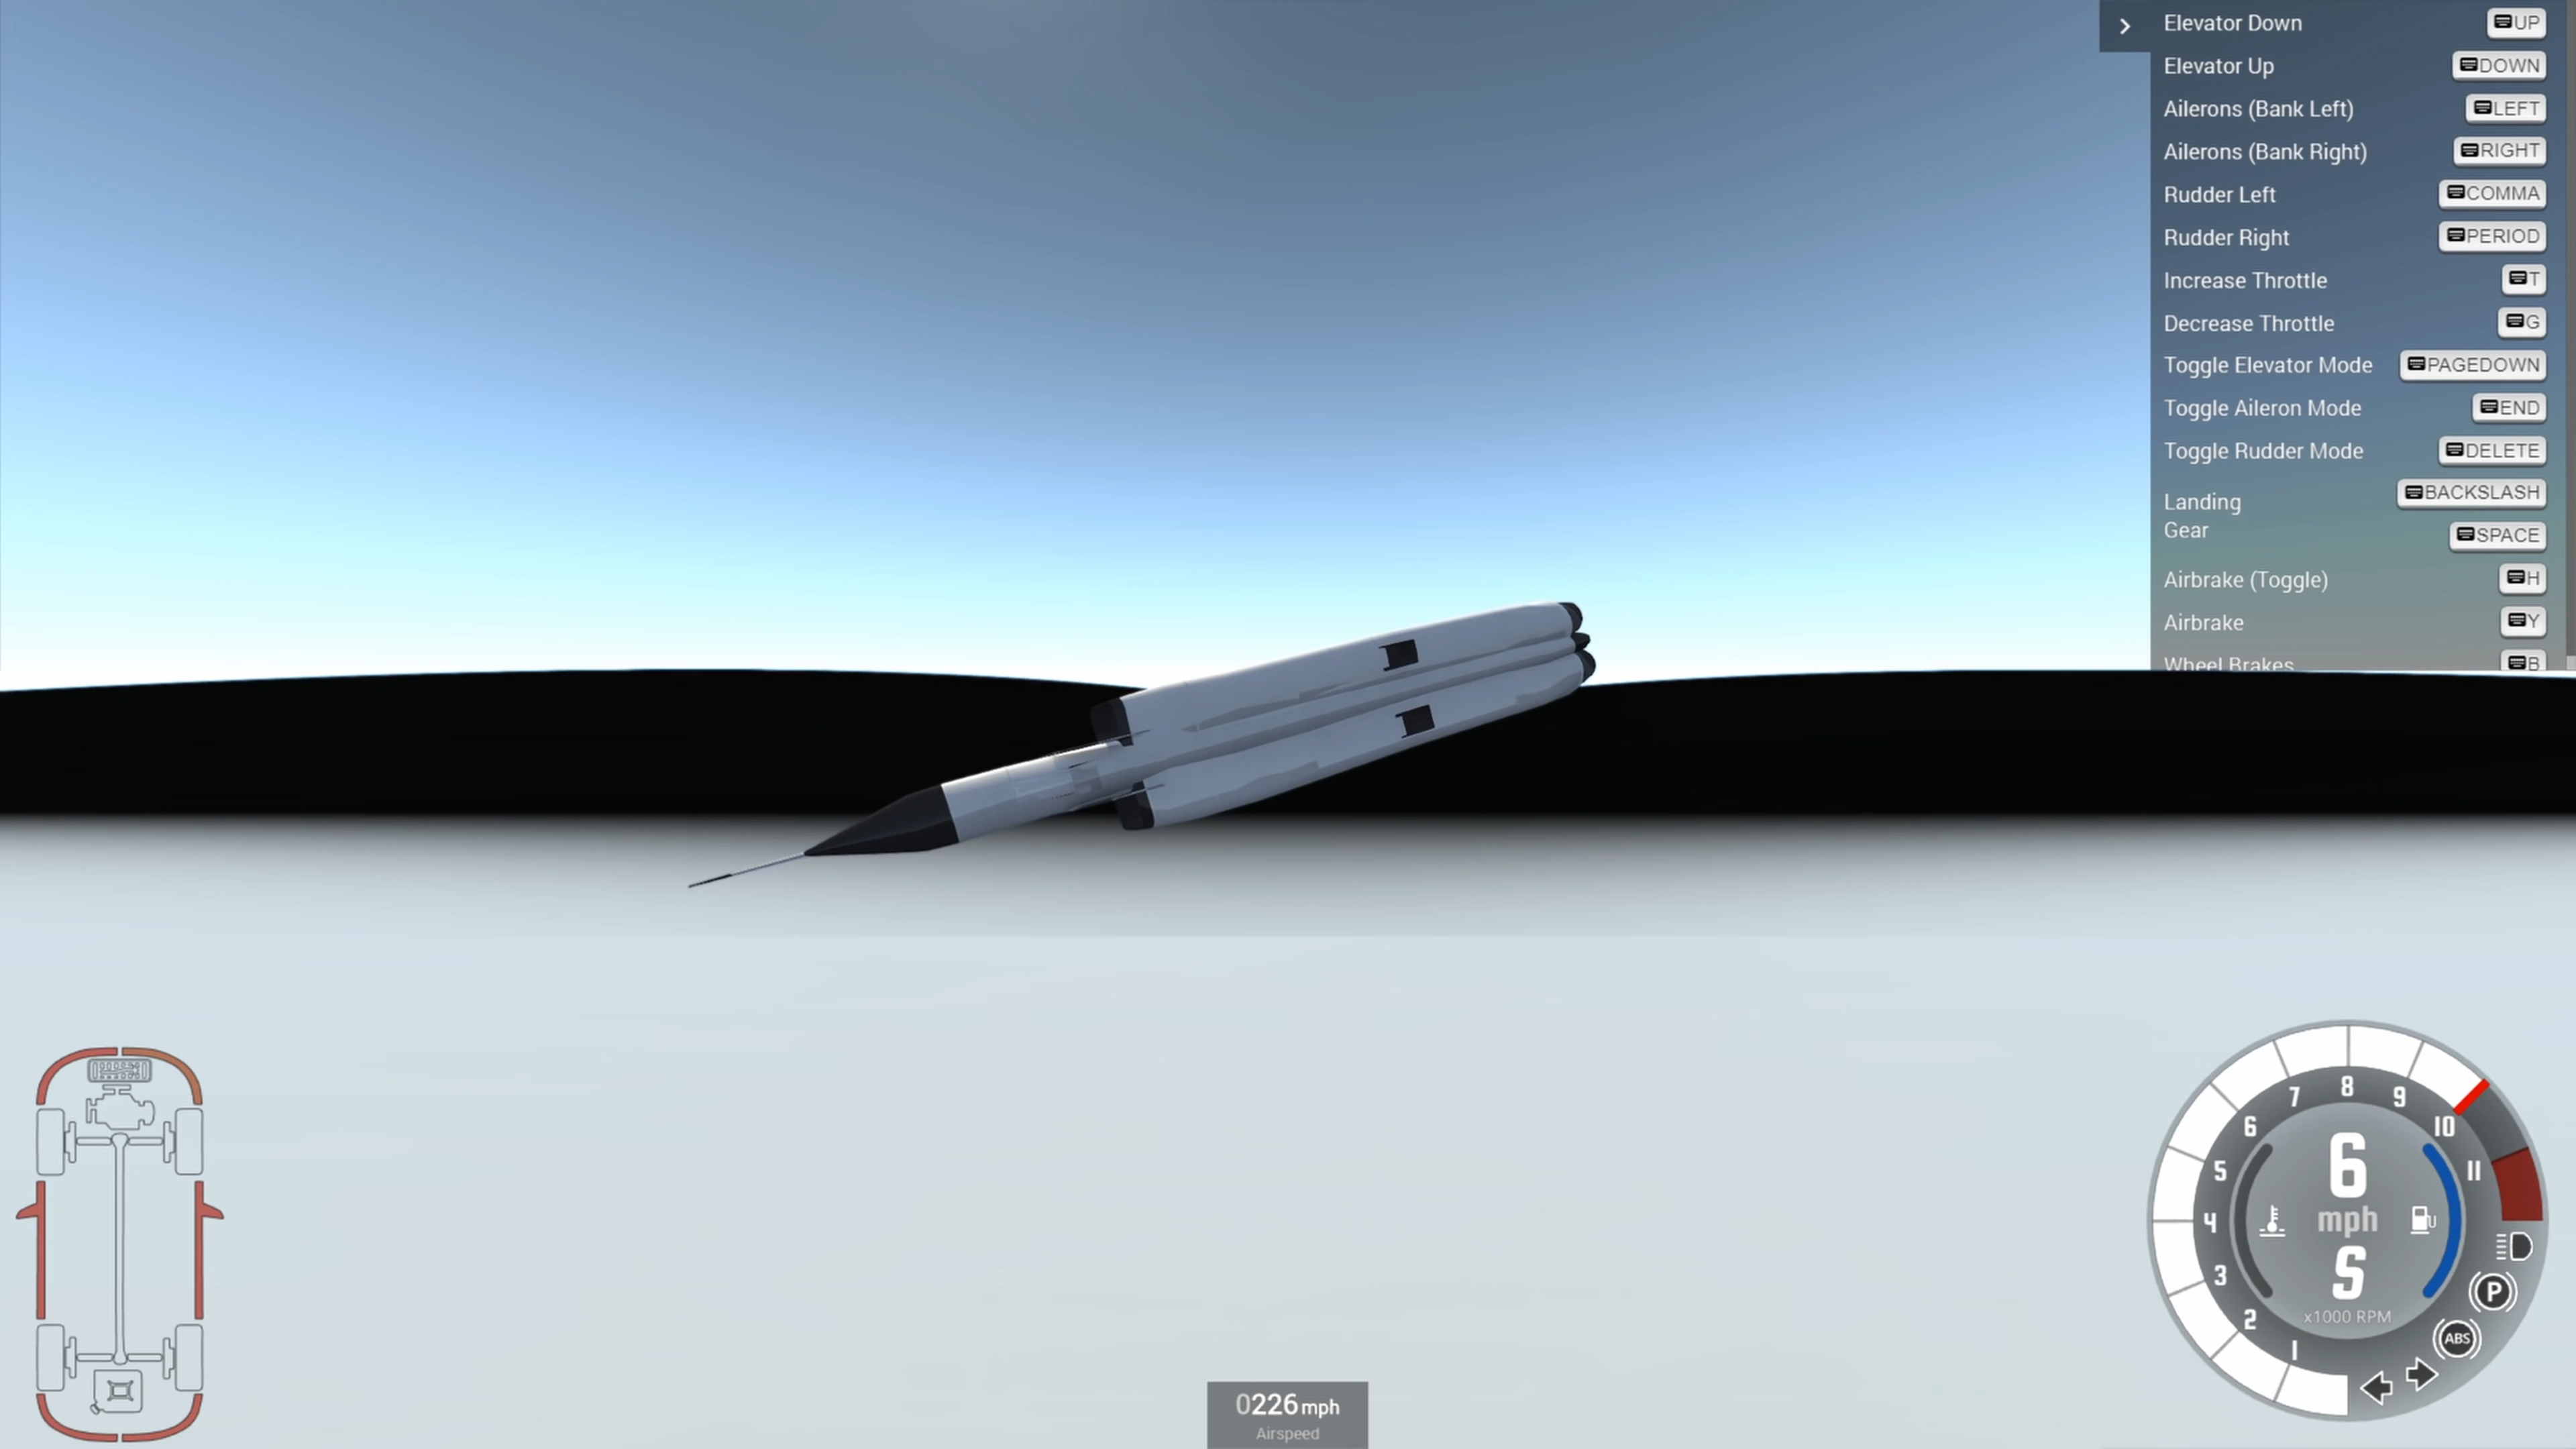 Elevator Down UP
Elevator Up DOWN
Ailerons (Bank Left) LEFT
Ailerons (Bank Right) RIGHT
Rudder Left COMMA
Rudder Right PERIOD
Increase Throttle T
Decrease Throttle G
Toggle Elevator Mode PAGEDOWN
Toggle Aileron Mode END
Toggle Rudder Mode DELETE
Landing BACKSLASH
Gear SPACE
Airbrake (Toggle) H
Airbrake Y
Wheel Brakes B
1 2 3 4 5 6 7 8 9 10 11
6
mph
S
x1000 RPM
P
ABS
0226 mph
Airspeed